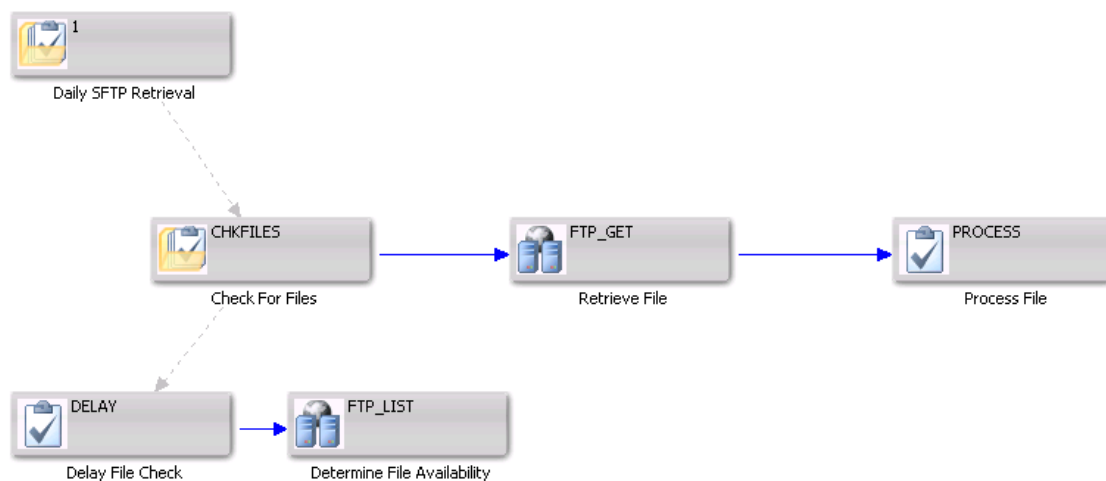 1
Daily SFTP Retrieval
CHKFILES
FTP_GET
PROCESS
Check For Files
Retrieve File
Process File
DELAY
FTP_LIST
Delay File Check
Determine File Availability